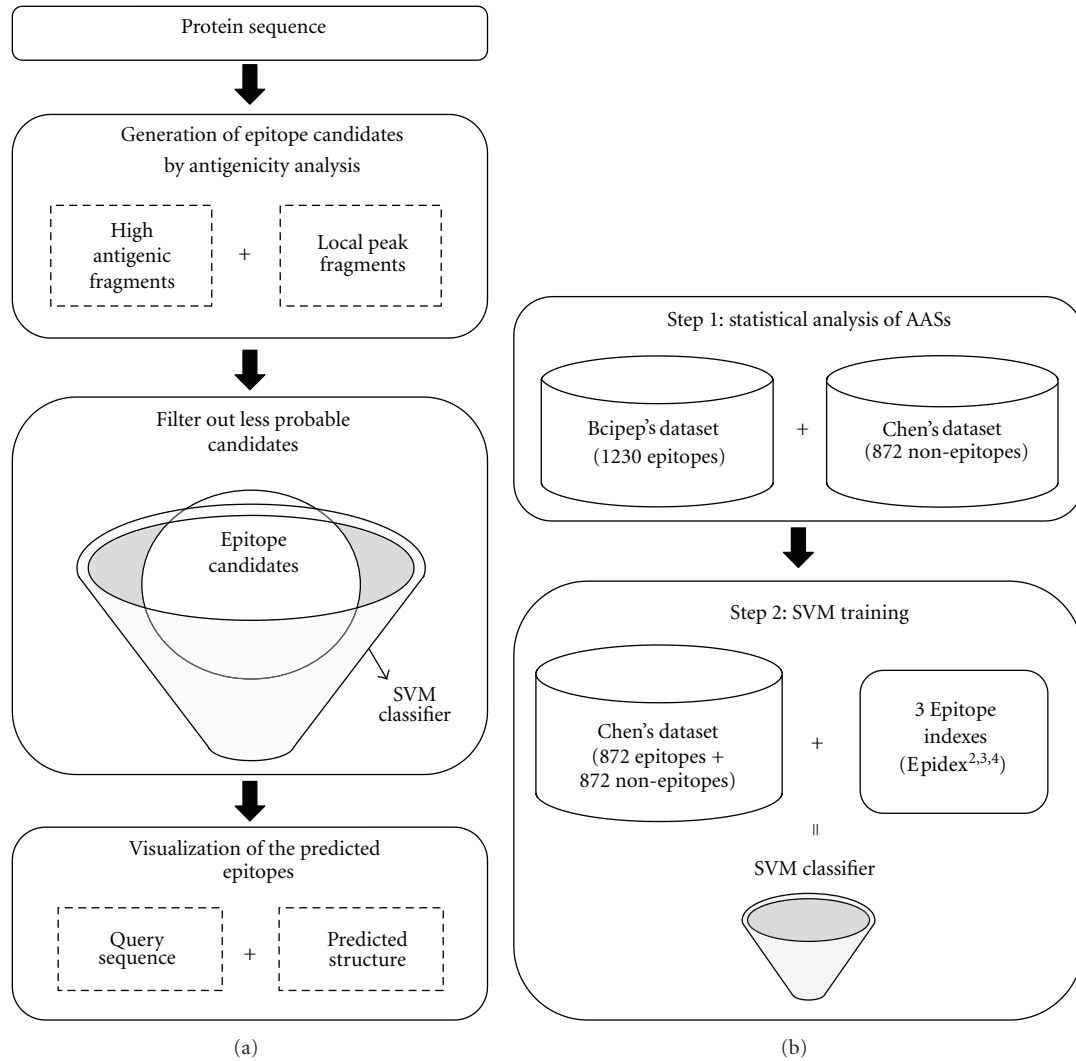 Protein sequence
Generation of epitope candidates
by antigenicity analysis
High
antigenic
fragments
+
Local peak
fragments
Filter out less probable
candidates
Epitope
candidates
SVM
classifier
Visualization of the predicted
epitopes
Query
sequence
+
Predicted
structure
(a)
Step 1: statistical analysis of AASs
Bcipep's dataset
(1230 epitopes)
+
Chen's dataset
(872 non-epitopes)
Step 2: SVM training
Chen's dataset
(872 epitopes +
872 non-epitopes)
+
3 Epitope
indexes
(Epidex2,3,4)
=
SVM classifier
(b)